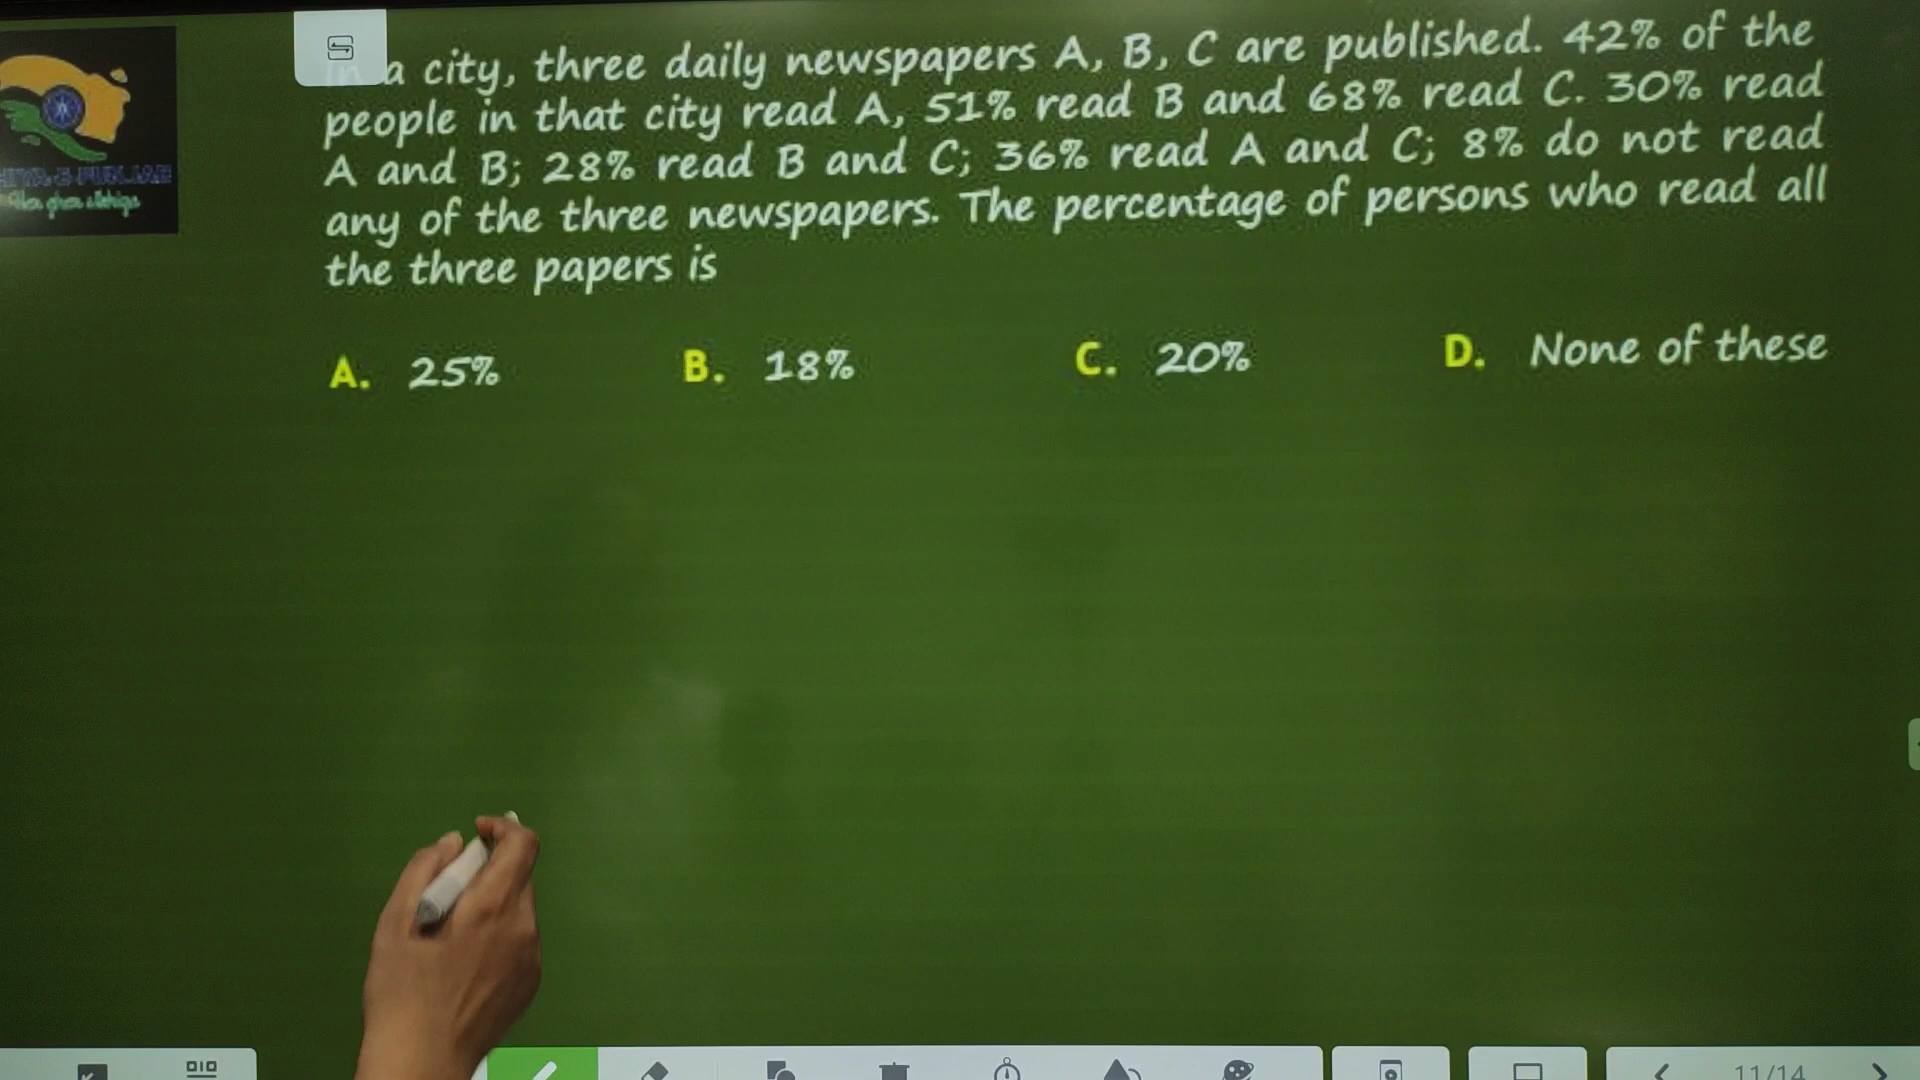 a city, three daily newspapers A, B, C are published. 42% of the
people in that city read A, 51% read B and 68% read C. 30% read
A and B; 28% read B and C; 36% read A and C; 8% do not read
any of the three newspapers. The percentage of persons who read all
the three papers is
A. 25% B. 18% C. 20% D. None of these
11/14